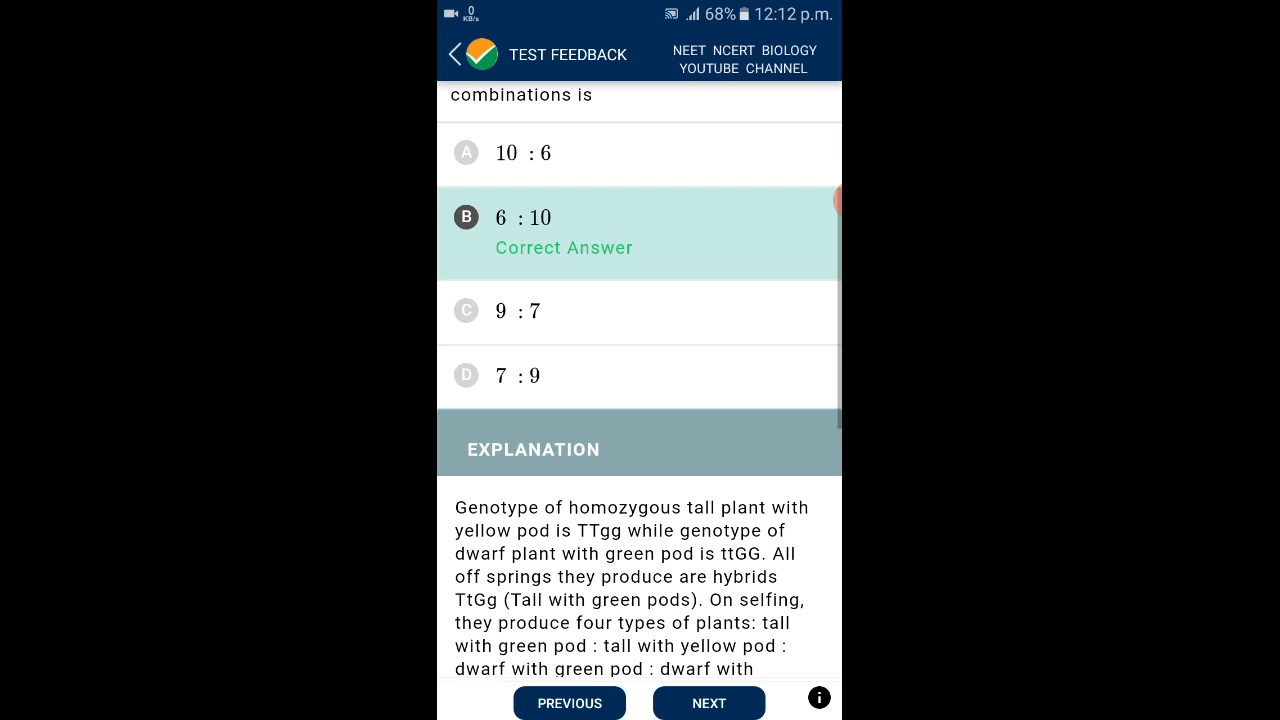 0
KB/s
68% 12:12 p.m.
TEST FEEDBACK
NEET NCERT BIOLOGY
YOUTUBE CHANNEL
combinations is
A 10 : 6
B 6 : 10
Correct Answer
C 9 : 7
D 7 : 9
EXPLANATION
Genotype of homozygous tall plant with
yellow pod is TTgg while genotype of
dwarf plant with green pod is ttGG. All
off springs they produce are hybrids
TtGg (Tall with green pods). On selfing,
they produce four types of plants: tall
with green pod : tall with yellow pod :
dwarf with green pod : dwarf with
PREVIOUS
NEXT
i